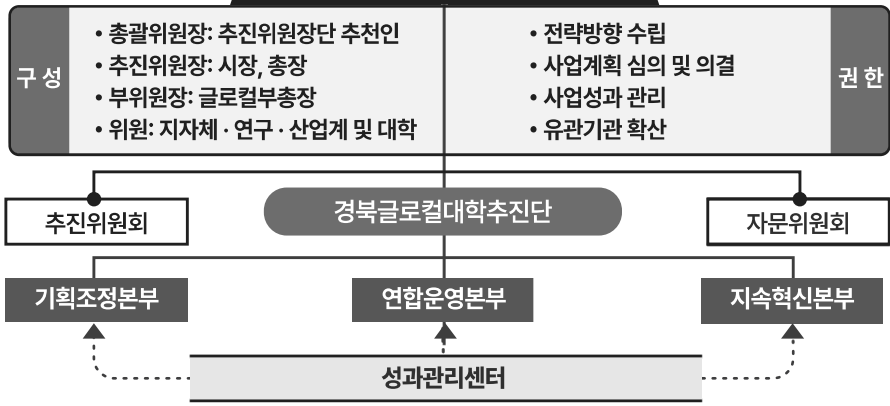 구 성
• 총괄위원장: 추진위원장단 추천인
• 추진위원장: 시장, 총장
• 부위원장: 글로컬부총장
• 위원: 지자체 · 연구 · 산업계 및 대학
• 전략방향 수립
• 사업계획 심의 및 의결
• 사업성과 관리
• 유관기관 확산
권 한
추진위원회
경북글로컬대학추진단
자문위원회
기획조정본부
연합운영본부
지속혁신본부
성과관리센터